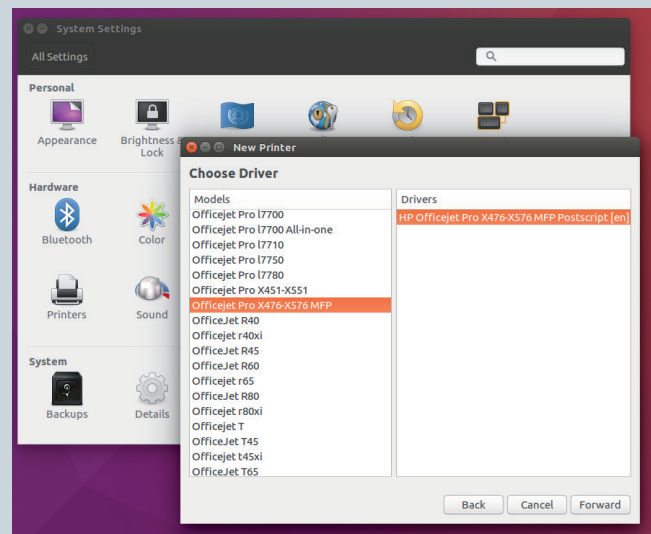 System Settings
All Settings
Personal
Appearance
Brightness &
Lock
New Printer
Choose Driver
Hardware
Bluetooth
Color
Printers
Sound
System
Backups
Details
Models
Officejet Pro l7700
Officejet Pro l7700 All-in-one
Officejet Pro l7710
Officejet Pro l7750
Officejet Pro l7780
Officejet Pro X451-X551
Officejet Pro X476-X576 MFP
OfficeJet R40
Officejet r40xi
OfficeJet R45
OfficeJet R60
Officejet r65
OfficeJet R80
Officejet r80xi
Officejet T
OfficeJet T45
Officejet t45xi
OfficeJet T65
Drivers
HP Officejet Pro X476-X576 MFP Postscript [en]
Back
Cancel
Forward